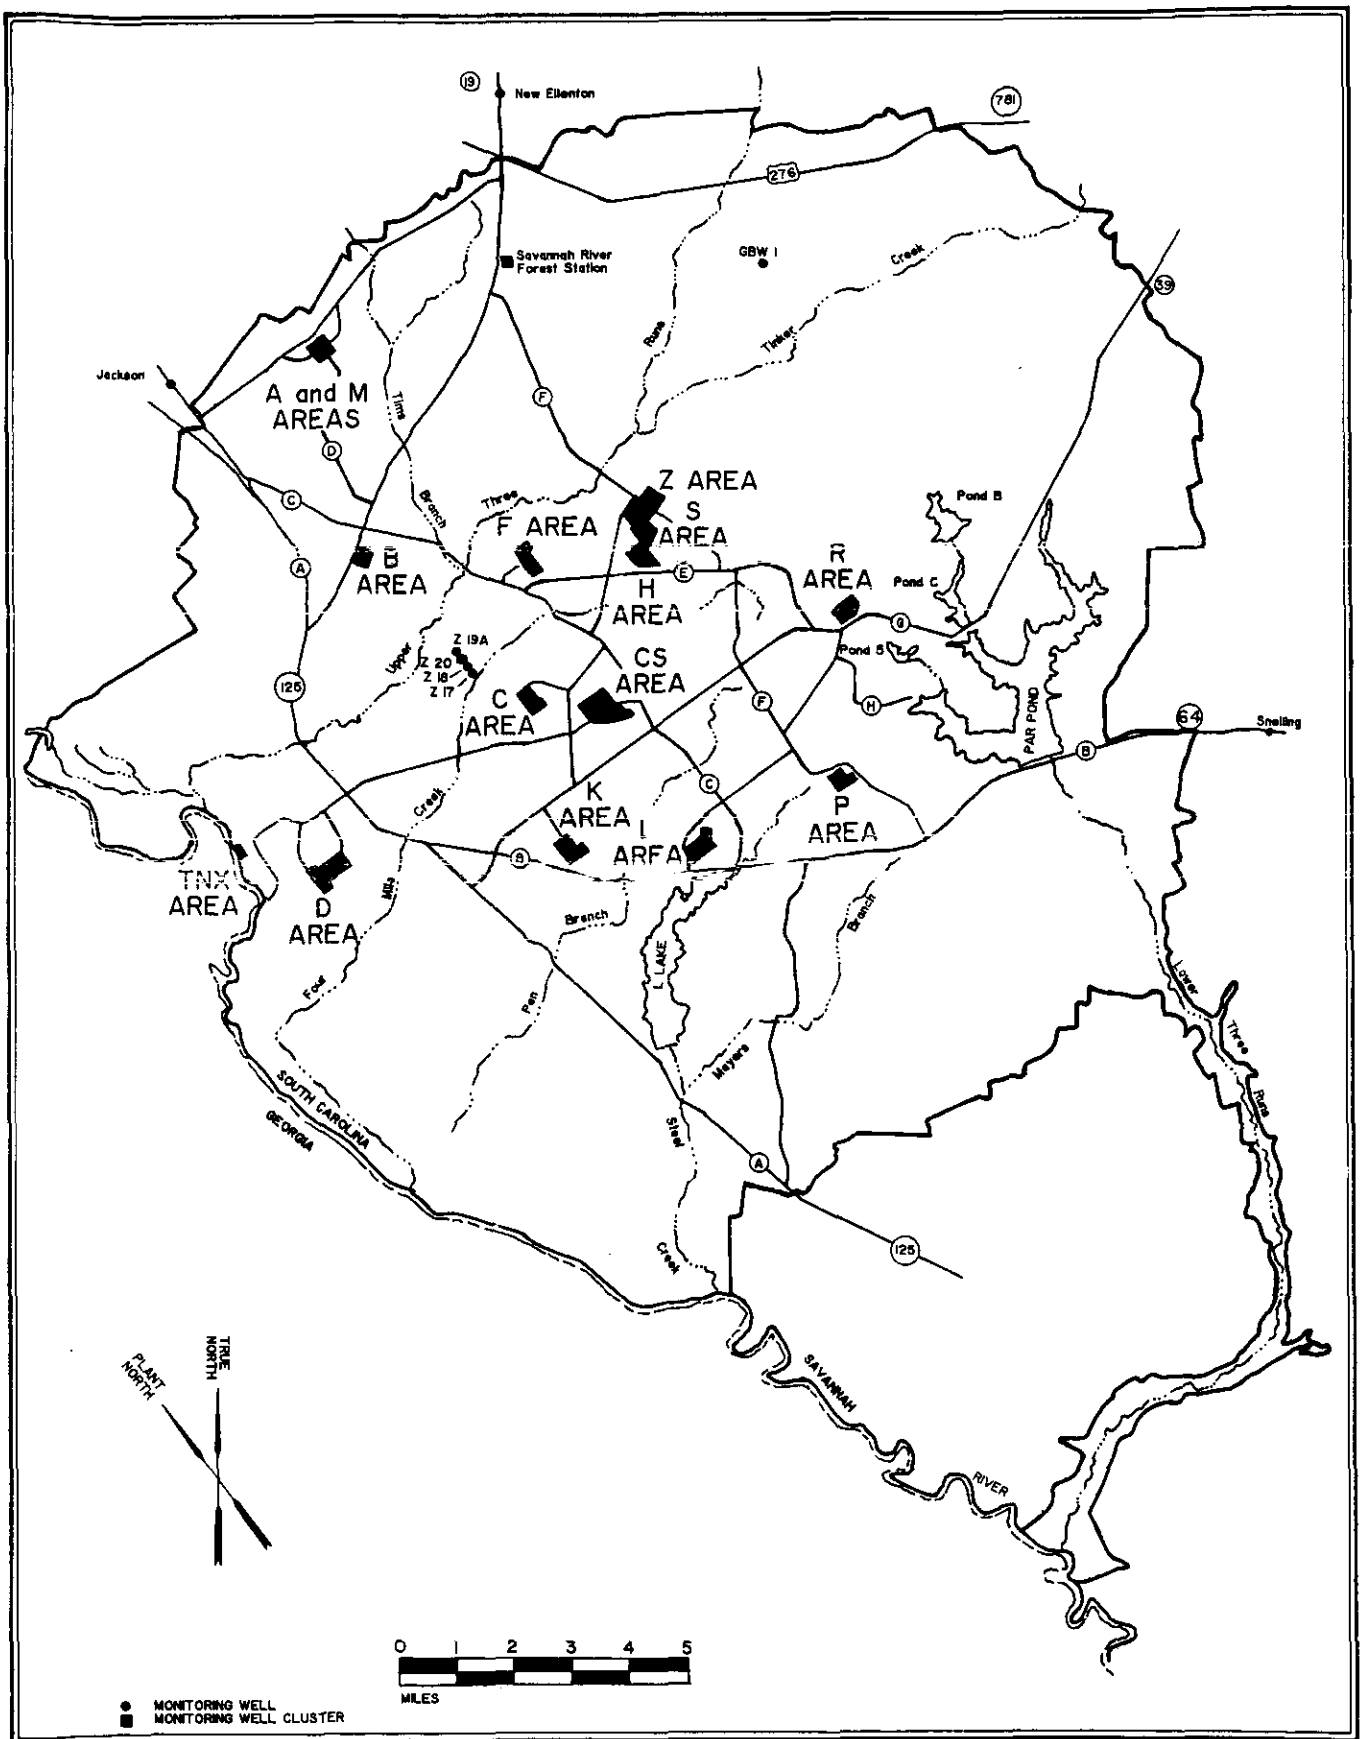 19
New Ellenton
781
276
Savannah River
Forest Station
GBW 1
Creek
39
Runs
Tinker
Jackson
A and M
AREAS
Tims
F
D
Z AREA
C
Branch
Three
S
AREA
Pond B
F AREA
A
B
AREA
E
R
AREA
Pond C
H
AREA
G
Upper
Z 19A
Z 20
Z 18
Z 17
CS
AREA
Pond 5
125
C
AREA
F
H
PAR POND
64
Snelling
B
K
AREA
C
P
AREA
Creek
L
AREA
B
TNX
AREA
Mile
D
AREA
Branch
Branch
L LAKE
Four
Pen
Lower
Three
Runs
Meyers
SOUTH CAROLINA
GEORGIA
Steel
A
125
Creek
TRUE
NORTH
PLANT
NORTH
SAVANNAH
RIVER
0 1 2 3 4 5
MILES
MONITORING WELL
MONITORING WELL CLUSTER